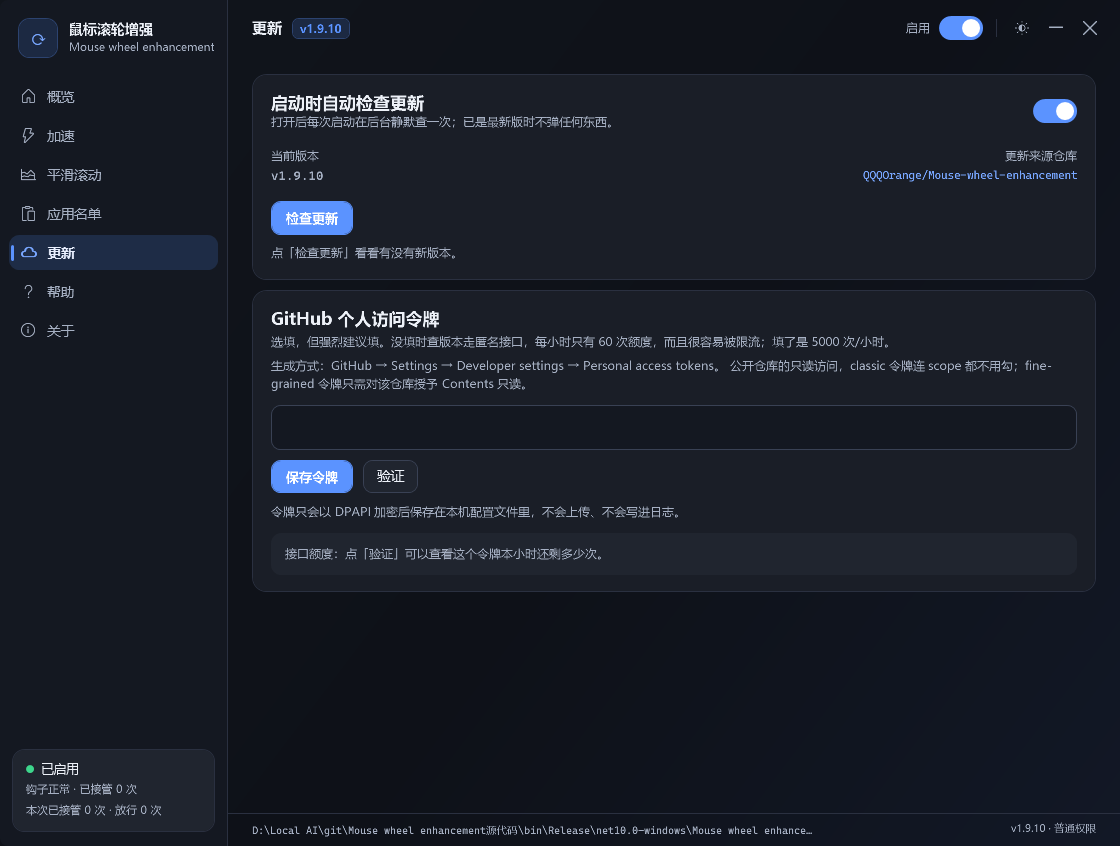 鼠标滚轮增强
Mouse wheel enhancement
概览
加速
平滑滚动
应用名单
更新
帮助
关于
已启用
钩子正常 · 已接管 0 次
本次已接管 0 次 · 放行 0 次
更新 v1.9.10
启用
启动时自动检查更新
打开后每次启动在后台静默查一次；已是最新版时不弹任何东西。
当前版本
v1.9.10
更新来源仓库
QQQOrange/Mouse-wheel-enhancement
检查更新
点「检查更新」看看有没有新版本。
GitHub 个人访问令牌
选填，但强烈建议填。没填时查版本走匿名接口，每小时只有 60 次额度，而且很容易被限流；填了是 5000 次/小时。
生成方式：GitHub → Settings → Developer settings → Personal access tokens。 公开仓库的只读访问，classic 令牌连 scope 都不用勾；fine-
grained 令牌只需对该仓库授予 Contents 只读。
保存令牌 验证
令牌只会以 DPAPI 加密后保存在本机配置文件里，不会上传、不会写进日志。
接口额度：点「验证」可以查看这个令牌本小时还剩多少次。
D:\Local AI\git\Mouse wheel enhancement源代码\bin\Release\net10.0-windows\Mouse wheel enhance…
v1.9.10 · 普通权限